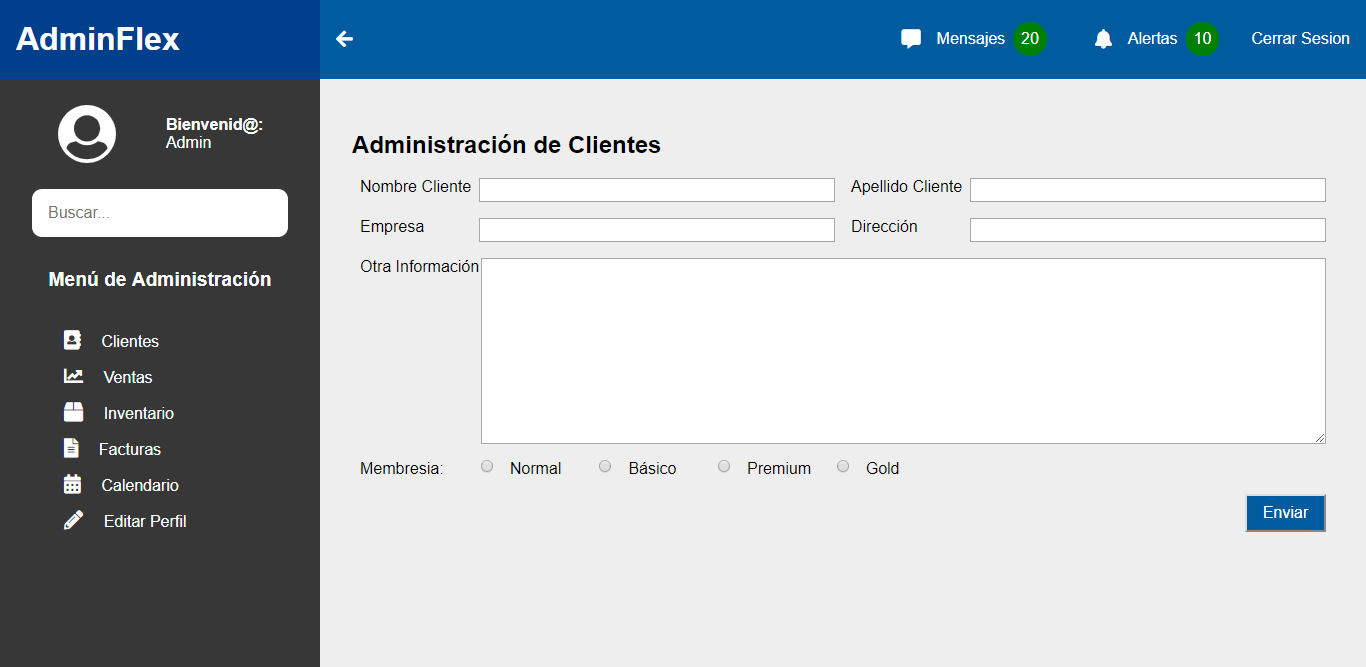 AdminFlex
Mensajes 20 Alertas 10 Cerrar Sesion
Bienvenid@:
Admin
Buscar...
Menú de Administración
Clientes
Ventas
Inventario
Facturas
Calendario
Editar Perfil
Administración de Clientes
Nombre Cliente Apellido Cliente
Empresa Dirección
Otra Información
Membresia: Normal Básico Premium Gold
Enviar